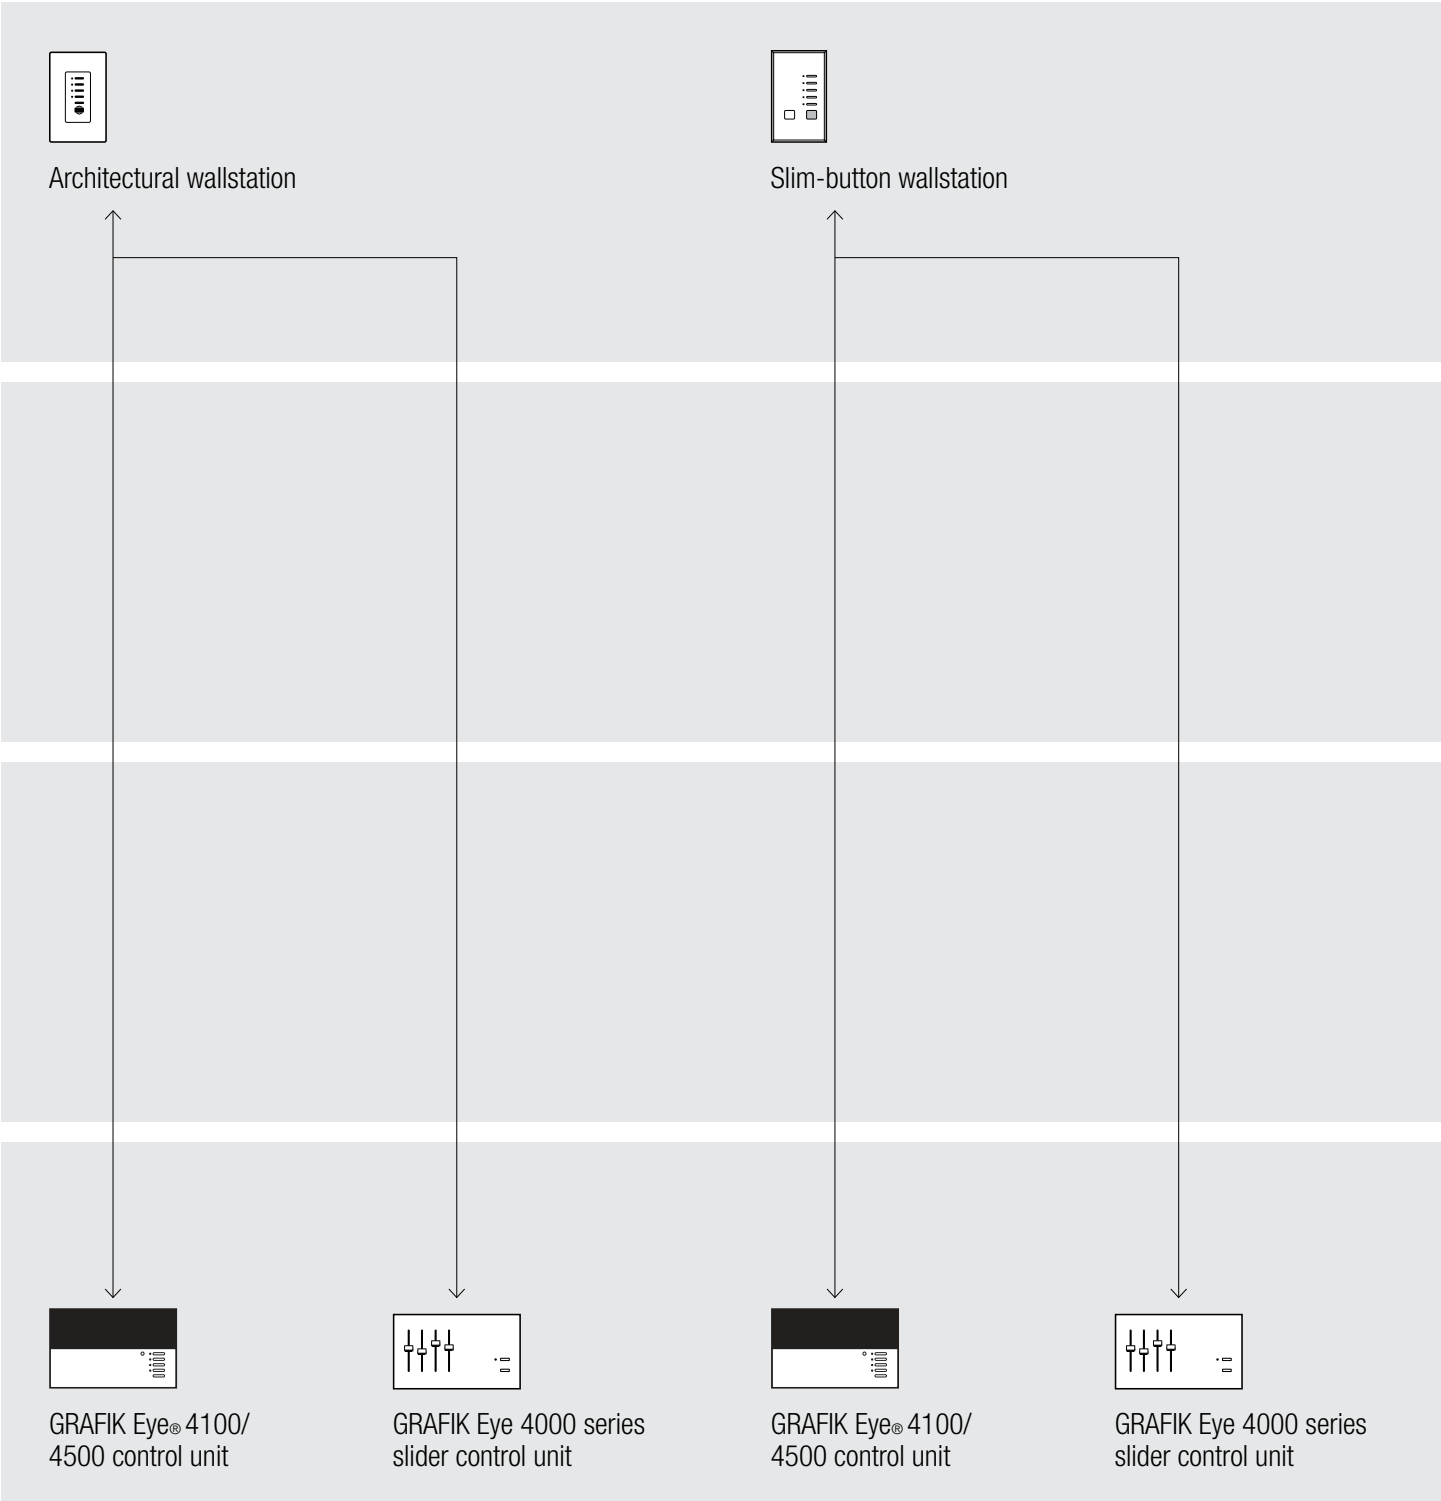 Architectural wallstation
Slim-button wallstation
GRAFIK Eye® 4100/
4500 control unit
GRAFIK Eye 4000 series
slider control unit
GRAFIK Eye® 4100/
4500 control unit
GRAFIK Eye 4000 series
slider control unit